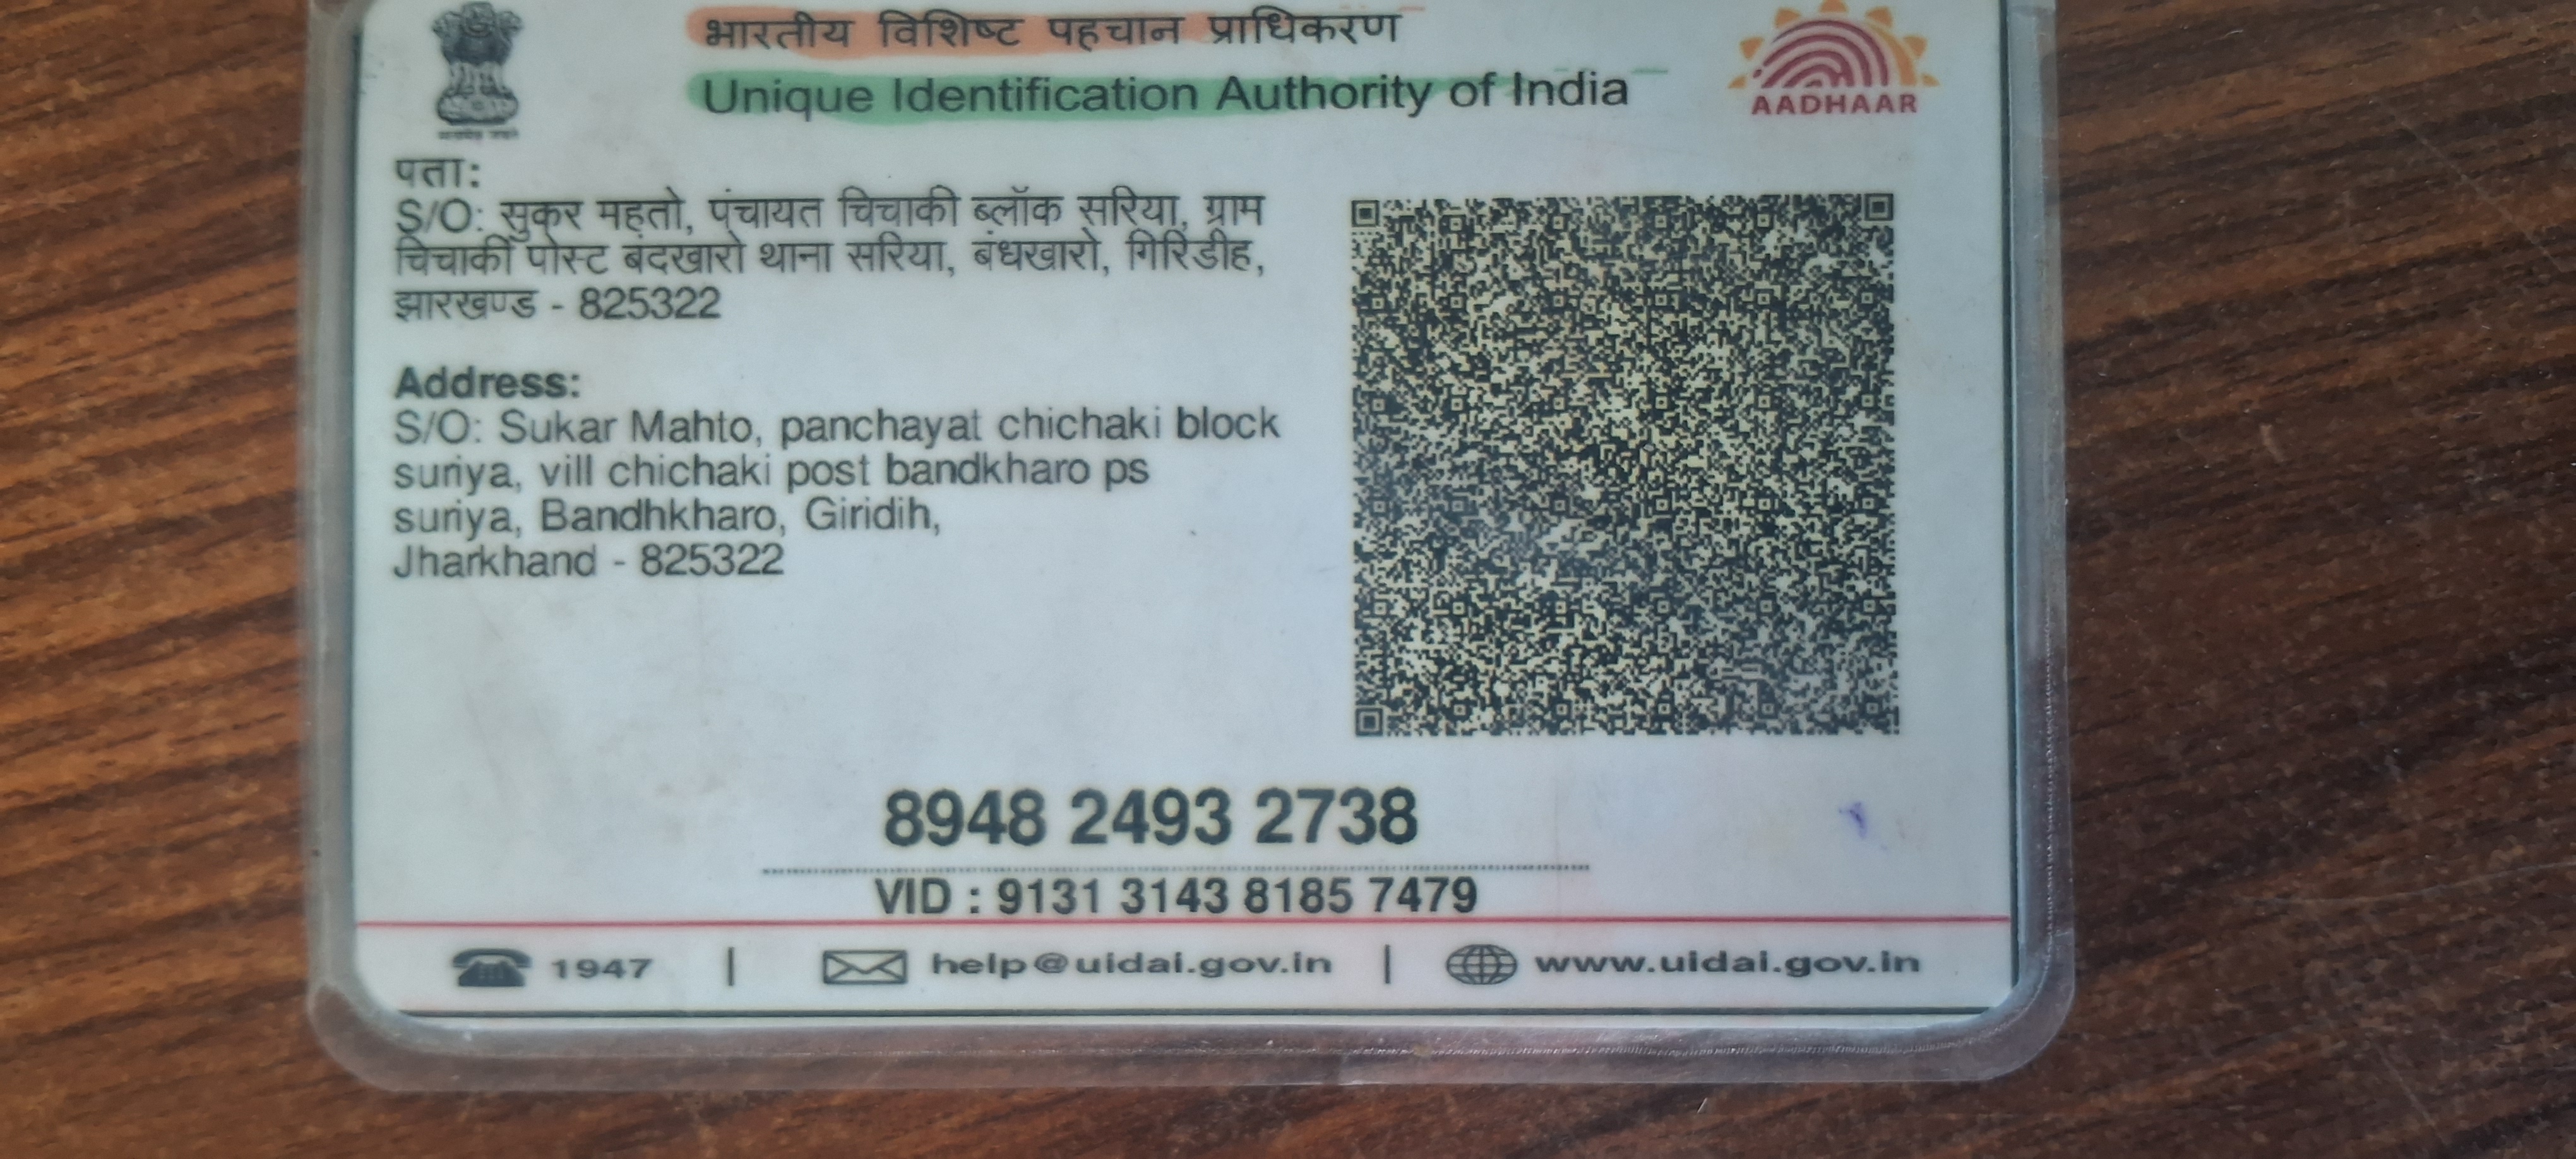 भारतीय विशिष्ट पहचान प्राधिकरण
Unique Identification Authority of India
AADHAAR
पता:
S/O: सुकर महतो, पंचायत चिचाकी ब्लॉक सरिया, ग्राम
चिचाकी पोस्ट बंदखारो थाना सरिया, बंधखारो, गिरिडीह,
झारखण्ड - 825322
Address:
S/O: Sukar Mahto, panchayat chichaki block
suriya, vill chichaki post bandkharo ps
suriya, Bandhkharo, Giridih,
Jharkhand - 825322
8948 2493 2738
VID : 9131 3143 8185 7479
1947 | help@uidai.gov.in | www.uidai.gov.in